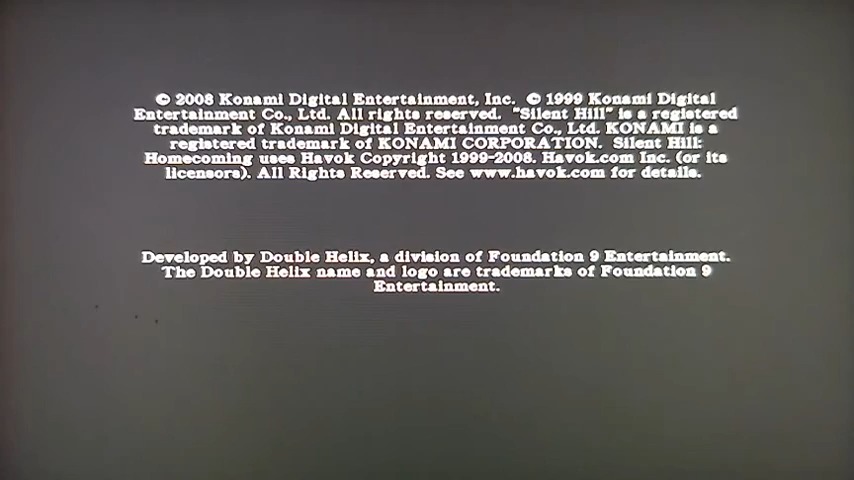 © 2008 Konami Digital Entertainment, Inc. © 1999 Konami Digital
Entertainment Co., Ltd. All rights reserved. "Silent Hill" is a registered
trademark of Konami Digital Entertainment Co., Ltd. KONAMI is a
registered trademark of KONAMI CORPORATION. Silent Hill:
Homecoming uses Havok Copyright 1999-2008. Havok.com Inc. (or its
licensors). All Rights Reserved. See www.havok.com for details.
Developed by Double Helix, a division of Foundation 9 Entertainment.
The Double Helix name and logo are trademarks of Foundation 9
Entertainment.